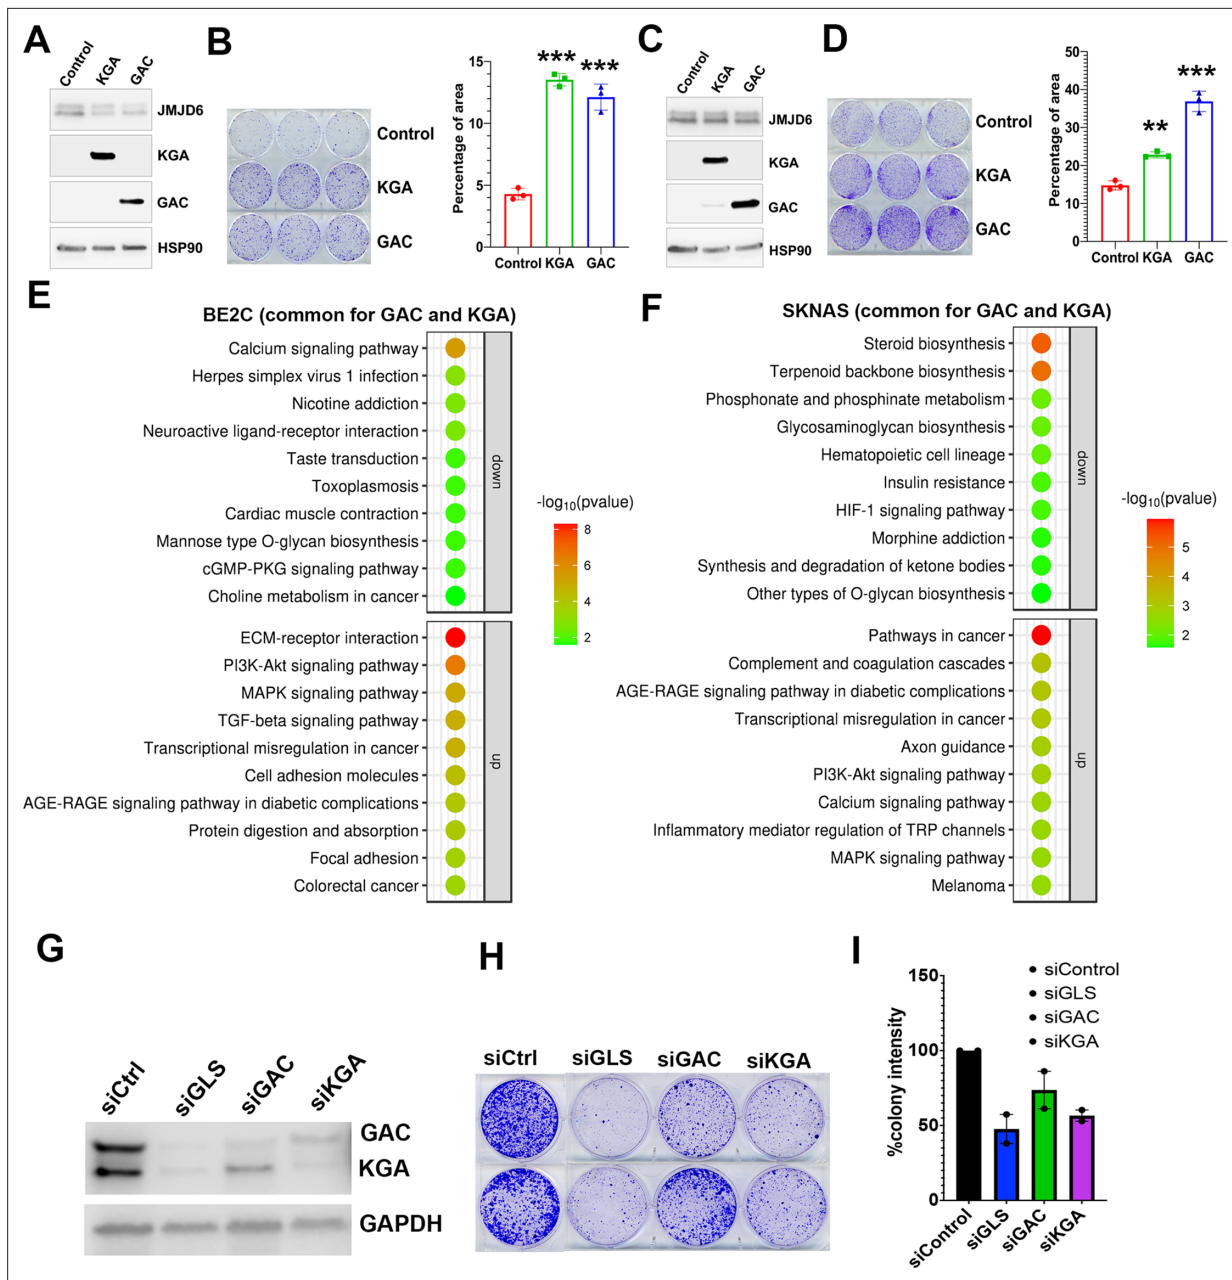 A
Control
KGA
GAC
JMJD6
KGA
GAC
HSP90
B
Control
KGA
GAC
Percentage of area
15
10
5
0
***
***
Control KGA GAC
C
Control
KGA
GAC
JMJD6
KGA
GAC
HSP90
D
Control
KGA
GAC
Percentage of area
50
40
30
20
10
0
**
***
Control KGA GAC
E
BE2C (common for GAC and KGA)
Calcium signaling pathway
Herpes simplex virus 1 infection
Nicotine addiction
Neuroactive ligand-receptor interaction
Taste transduction
Toxoplasmosis
Cardiac muscle contraction
Mannose type O-glycan biosynthesis
cGMP-PKG signaling pathway
Choline metabolism in cancer
down
ECM-receptor interaction
PI3K-Akt signaling pathway
MAPK signaling pathway
TGF-beta signaling pathway
Transcriptional misregulation in cancer
Cell adhesion molecules
AGE-RAGE signaling pathway in diabetic complications
Protein digestion and absorption
Focal adhesion
Colorectal cancer
up
-log10(pvalue)
8
6
4
2
F
SKNAS (common for GAC and KGA)
Steroid biosynthesis
Terpenoid backbone biosynthesis
Phosphonate and phosphinate metabolism
Glycosaminoglycan biosynthesis
Hematopoietic cell lineage
Insulin resistance
HIF-1 signaling pathway
Morphine addiction
Synthesis and degradation of ketone bodies
Other types of O-glycan biosynthesis
down
Pathways in cancer
Complement and coagulation cascades
AGE-RAGE signaling pathway in diabetic complications
Transcriptional misregulation in cancer
Axon guidance
PI3K-Akt signaling pathway
Calcium signaling pathway
Inflammatory mediator regulation of TRP channels
MAPK signaling pathway
Melanoma
up
-log10(pvalue)
5
4
3
2
G
siCtrl
siGLS
siGAC
siKGA
GAC
KGA
GAPDH
H
siCtrl siGLS siGAC siKGA
I
%colony intensity
150
100
50
0
siControl
siGLS
siGAC
siKGA
siControl
siGLS
siGAC
siKGA